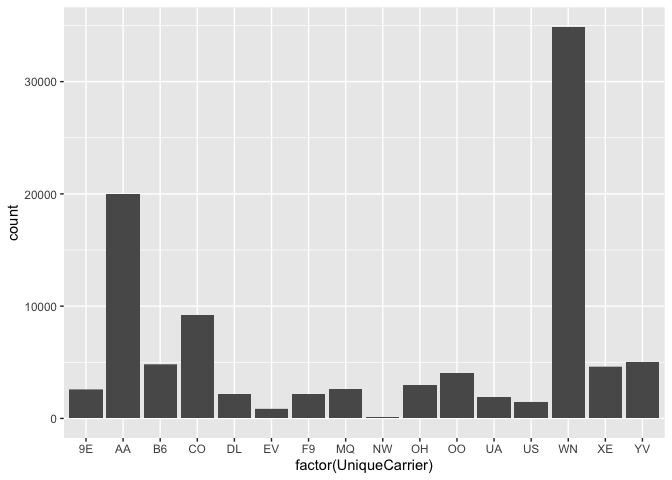 count
30000
20000
10000
0
9E AA B6 CO DL EV F9 MQ NW OH OO UA US WN XE YV
factor(UniqueCarrier)